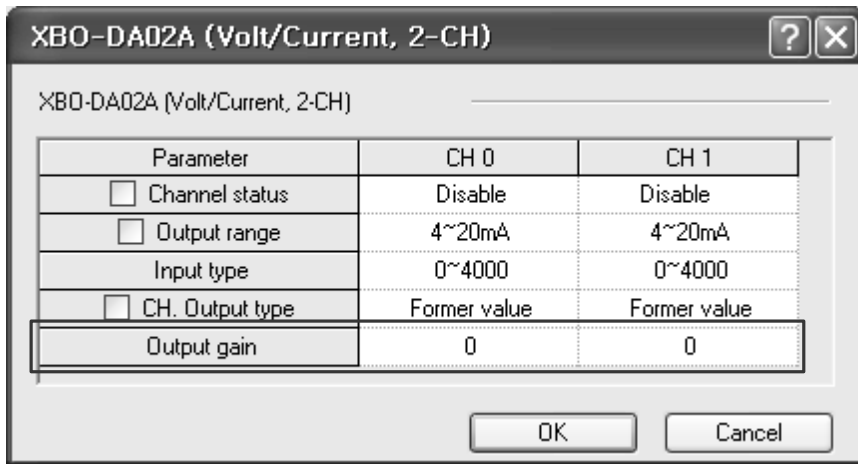 XBO-DA02A (Volt/Current, 2-CH)
?
XBO-DA02A (Volt/Current, 2-CH)
Parameter CH 0 CH 1
Channel status Disable Disable
Output range 4~20mA 4~20mA
Input type 0~4000 0~4000
CH. Output type Former value Former value
Output gain 0 0
OK Cancel